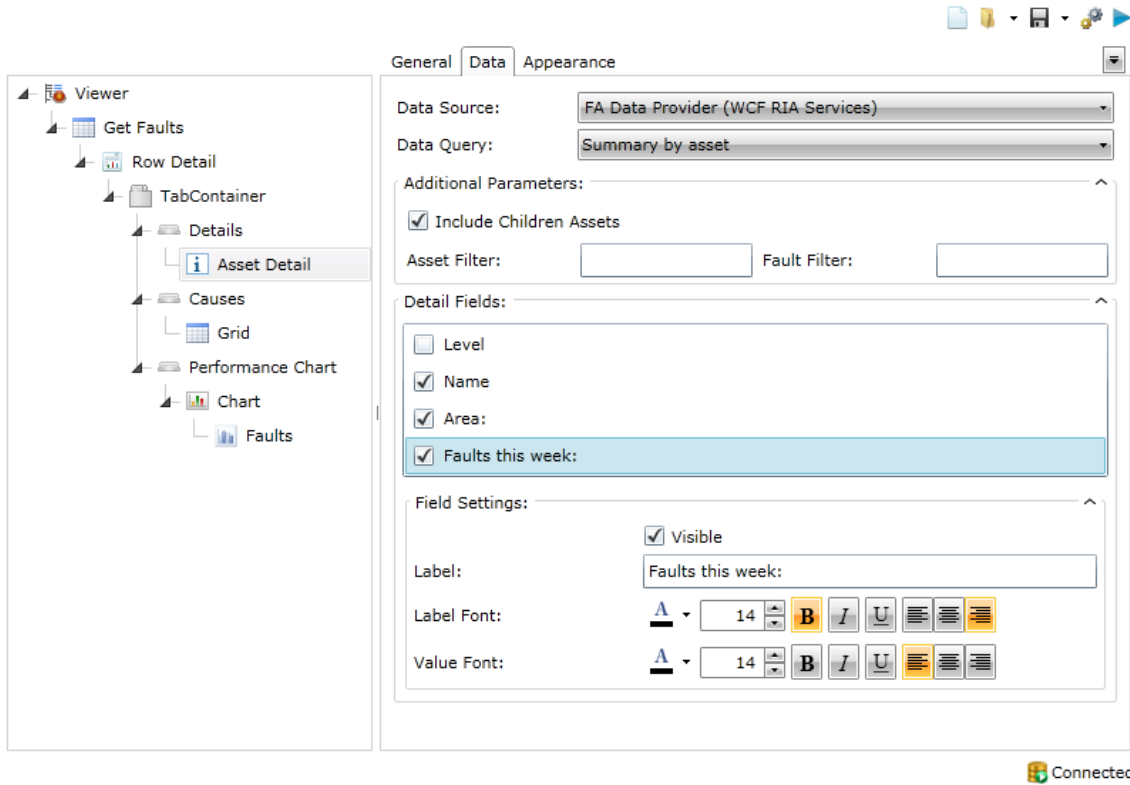 General Data Appearance
Viewer
Get Faults
Row Detail
TabContainer
Details
Asset Detail
Causes
Grid
Performance Chart
Chart
Faults
Data Source: FA Data Provider (WCF RIA Services)
Data Query: Summary by asset
Additional Parameters:
Include Children Assets
Asset Filter: Fault Filter:
Detail Fields:
Level
Name
Area:
Faults this week:
Field Settings:
Visible
Label: Faults this week:
Label Font: A 14 B I U
Value Font: A 14 B I U
Connected